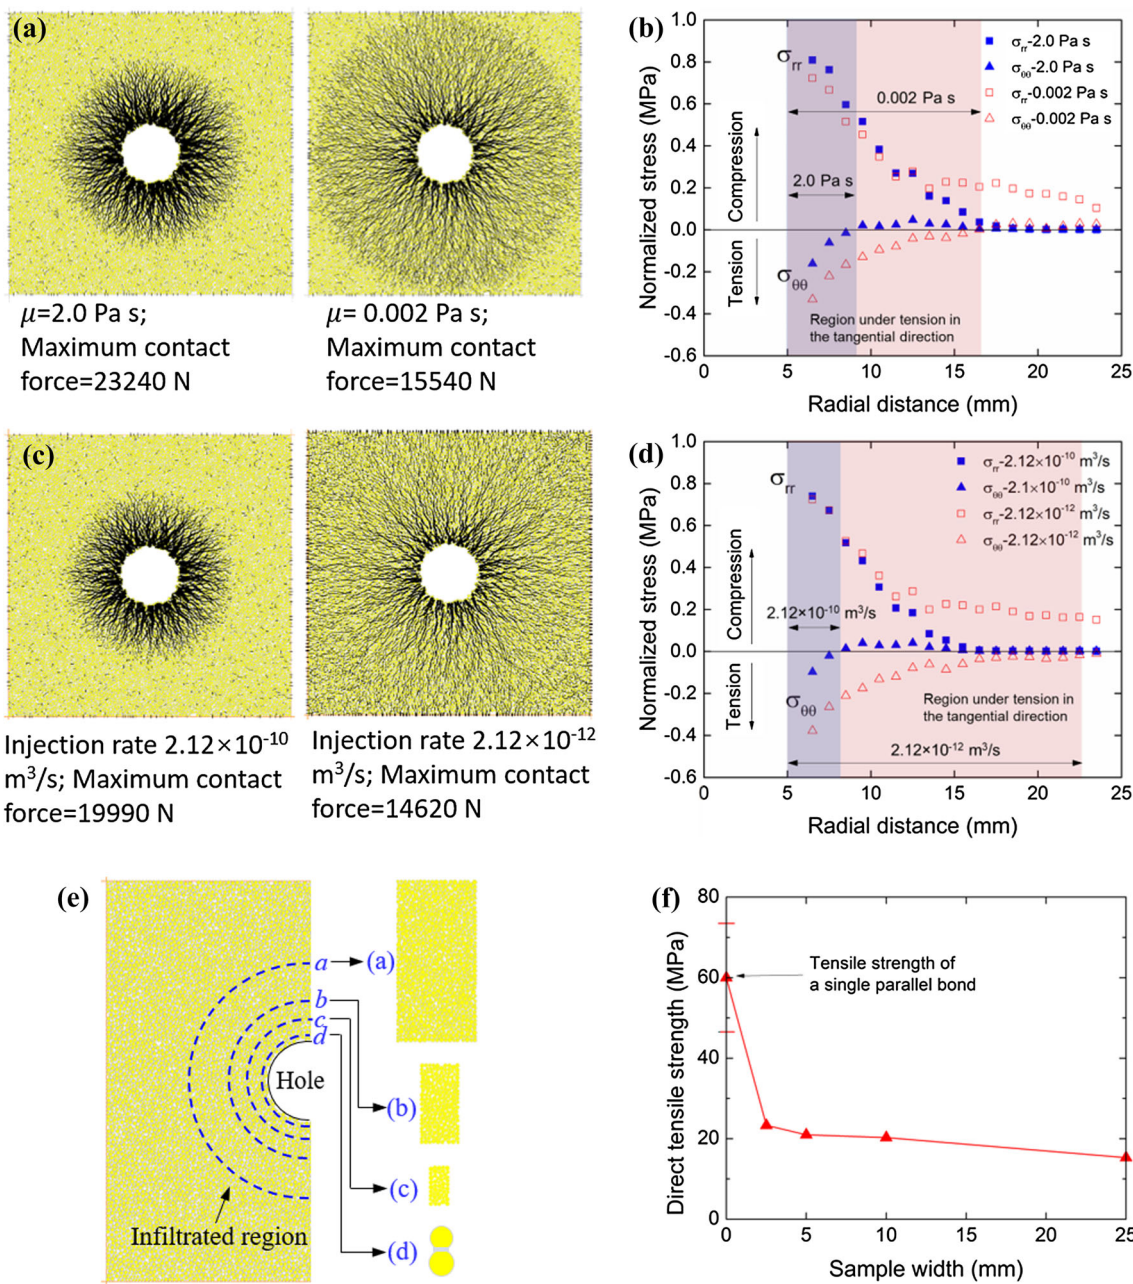 (a)
μ=2.0 Pa s;
Maximum contact
force=23240 N
μ= 0.002 Pa s;
Maximum contact
force=15540 N
(b)
1.0
0.8
0.6
0.4
0.2
0.0
-0.2
-0.4
-0.6
Normalized stress (MPa)
Compression
Tension
σrr
σθθ
0.002 Pa s
2.0 Pa s
σrr-2.0 Pa s
σθθ-2.0 Pa s
σrr-0.002 Pa s
σθθ-0.002 Pa s
Region under tension in
the tangential direction
0 5 10 15 20 25
Radial distance (mm)
(c)
Injection rate 2.12×10⁻¹⁰
m³/s; Maximum contact
force=19990 N
Injection rate 2.12×10⁻¹²
m³/s; Maximum contact
force=14620 N
(d)
1.0
0.8
0.6
0.4
0.2
0.0
-0.2
-0.4
-0.6
Normalized stress (MPa)
Compression
Tension
σrr
σθθ
2.12×10⁻¹⁰ m³/s
σrr-2.12×10⁻¹⁰ m³/s
σθθ-2.1×10⁻¹⁰ m³/s
σrr-2.12×10⁻¹² m³/s
σθθ-2.12×10⁻¹² m³/s
Region under tension in
the tangential direction
2.12×10⁻¹² m³/s
0 5 10 15 20 25
Radial distance (mm)
(e)
a
b
c
d
Hole
Infiltrated region
(a)
(b)
(c)
(d)
(f)
80
60
40
20
0
Direct tensile strength (MPa)
Tensile strength of
a single parallel bond
0 5 10 15 20 25
Sample width (mm)